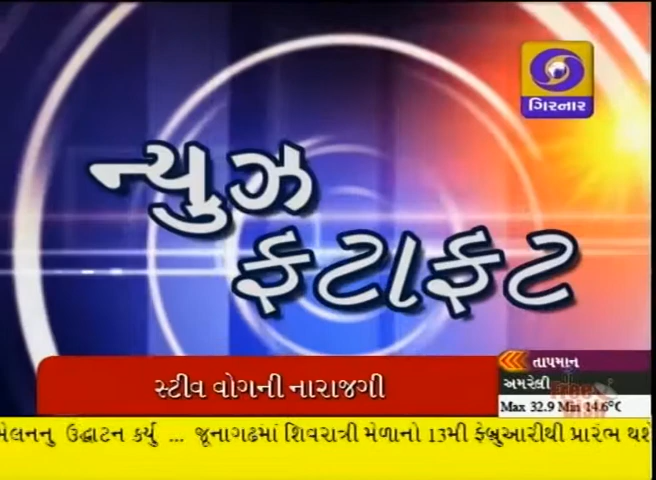 ગિરનાર
ન્યુઝ
ફટાફટ
સ્ટીવ વોગની નારાજગી
તાપમાન
અમરેલી
Max 32.9 Min 14.6°C
મેલનનુ ઉદ્ઘાટન કર્યુ ... જૂનાગઢમાં શિવરાત્રી મેળાનો 13મી ફેબ્રુઆરીથી પ્રારંભ થશે